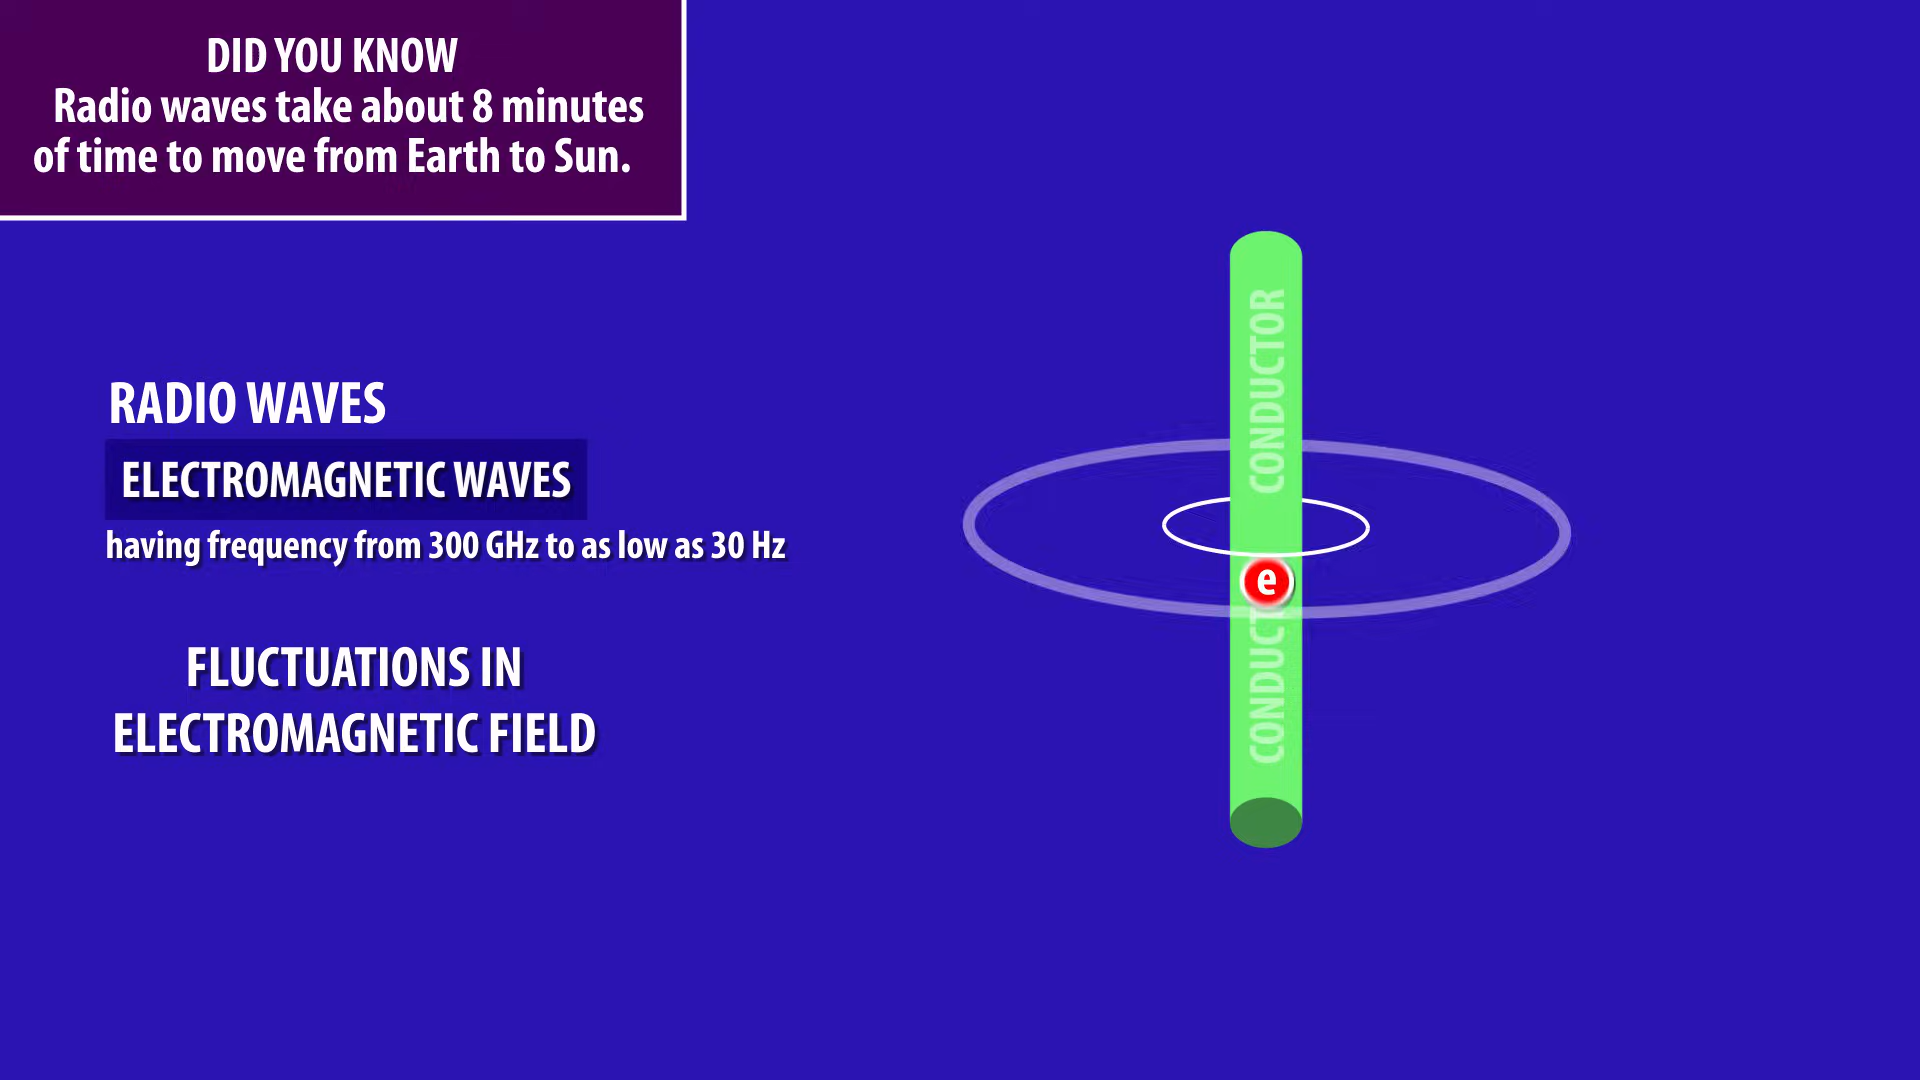 DID YOU KNOW
Radio waves take about 8 minutes
of time to move from Earth to Sun.
RADIO WAVES
ELECTROMAGNETIC WAVES
having frequency from 300 GHz to as low as 30 Hz
FLUCTUATIONS IN
ELECTROMAGNETIC FIELD
CONDUCTOR
e
CONDUCT